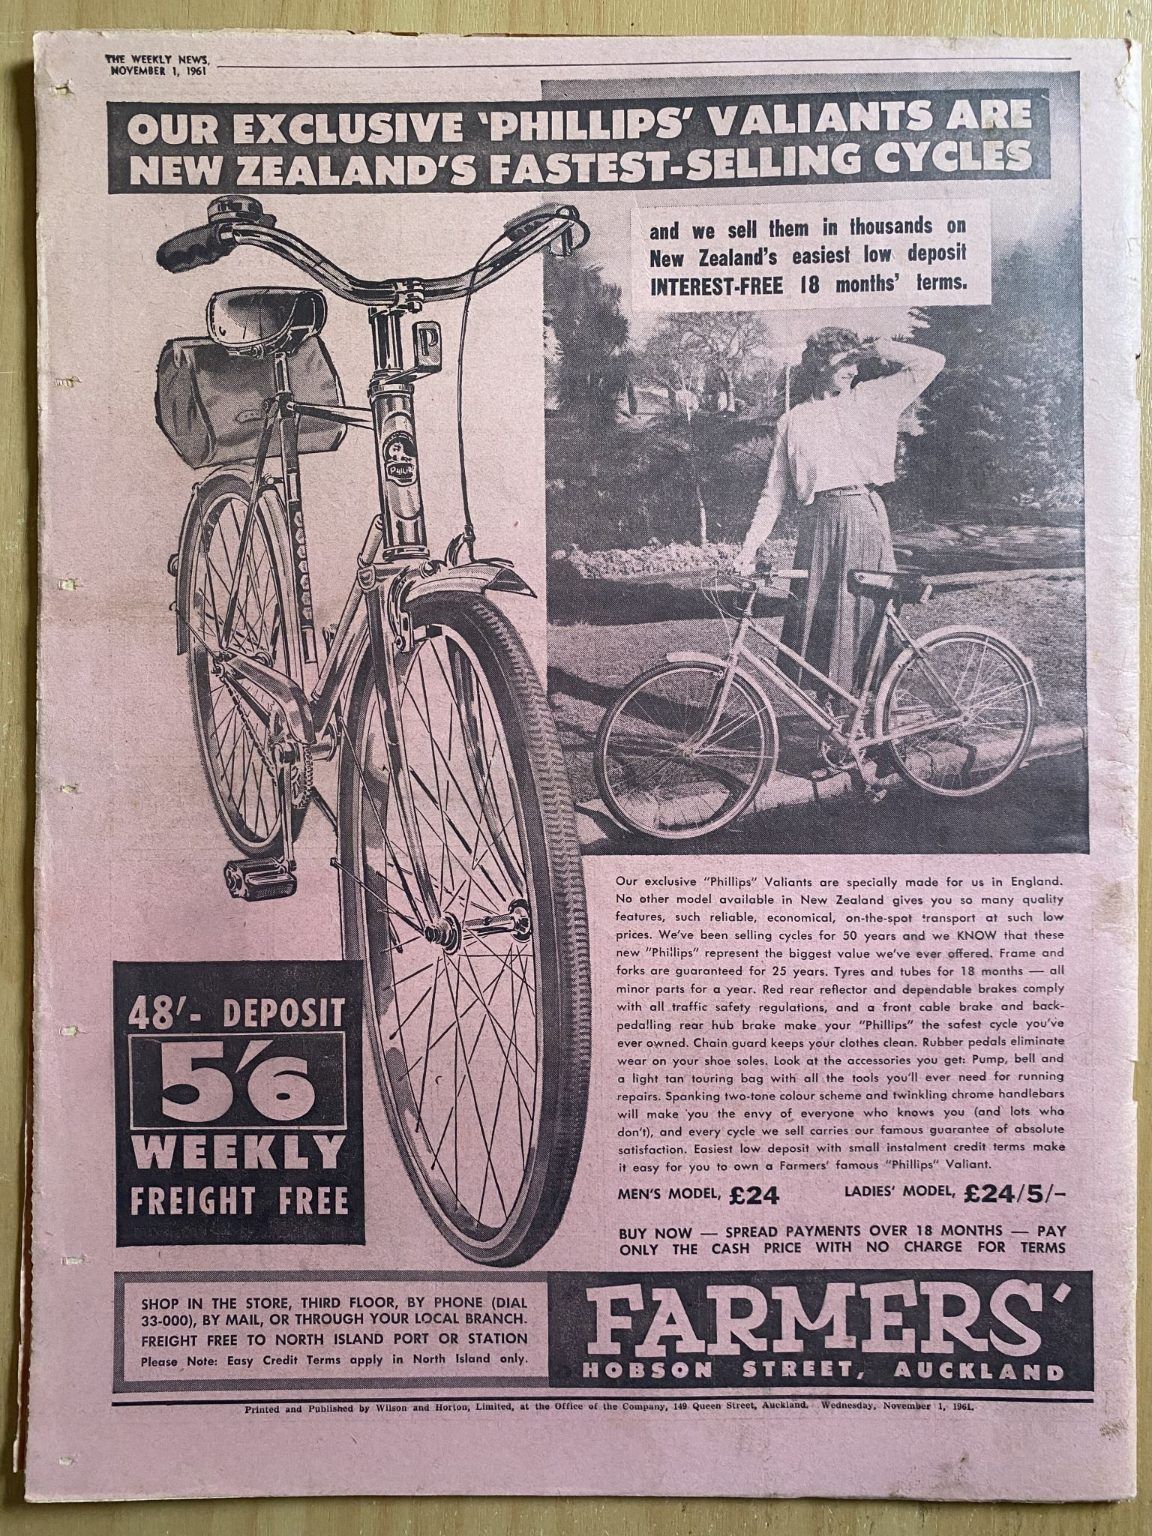 THE WEEKLY NEWS,
NOVEMBER 1, 1961
OUR EXCLUSIVE 'PHILLIPS' VALIANTS ARE
NEW ZEALAND'S FASTEST-SELLING CYCLES
and we sell them in thousands on
New Zealand's easiest low deposit
INTEREST-FREE 18 months' terms.
P
Our exclusive "Phillips" Valiants are specially made for us in England.
No other model available in New Zealand gives you so many quality
features, such reliable, economical, on-the-spot transport at such low
prices. We've been selling cycles for 50 years and we KNOW that these
new "Phillips" represent the biggest value we've ever offered. Frame and
forks are guaranteed for 25 years. Tyres and tubes for 18 months — all
minor parts for a year. Red rear reflector and dependable brakes comply
with all traffic safety regulations, and a front cable brake and back-
pedalling rear hub brake make your "Phillips" the safest cycle you've
ever owned. Chain guard keeps your clothes clean. Rubber pedals eliminate
wear on your shoe soles. Look at the accessories you get: Pump, bell and
a light tan touring bag with all the tools you'll ever need for running
repairs. Spanking two-tone colour scheme and twinkling chrome handlebars
will make you the envy of everyone who knows you (and lots who
don't), and every cycle we sell carries our famous guarantee of absolute
satisfaction. Easiest low deposit with small instalment credit terms make
it easy for you to own a Farmers' famous "Phillips" Valiant.
MEN'S MODEL, £24 LADIES' MODEL, £24/5/-
BUY NOW — SPREAD PAYMENTS OVER 18 MONTHS — PAY
ONLY THE CASH PRICE WITH NO CHARGE FOR TERMS
48'- DEPOSIT
5'6
WEEKLY
FREIGHT FREE
SHOP IN THE STORE, THIRD FLOOR, BY PHONE (DIAL
33-000), BY MAIL, OR THROUGH YOUR LOCAL BRANCH.
FREIGHT FREE TO NORTH ISLAND PORT OR STATION
Please Note: Easy Credit Terms apply in North Island only.
FARMERS'
HOBSON STREET, AUCKLAND
Printed and Published by Wilson and Horton, Limited, at the Office of the Company, 149 Queen Street, Auckland. Wednesday, November 1, 1961.